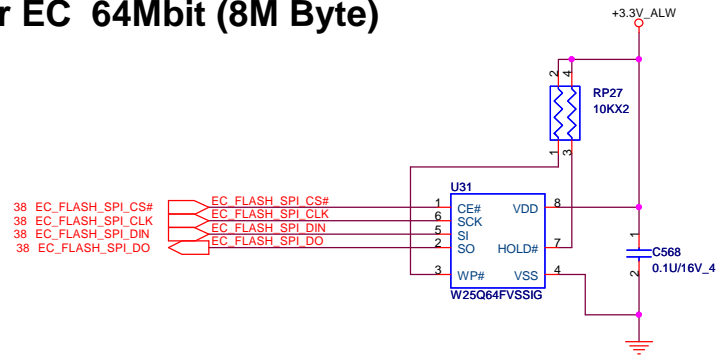 r EC 64Mbit (8M Byte)
+3.3V_ALW
2
4
RP27
10KX2
1
3
U31
38 EC_FLASH_SPI_CS#
EC_FLASH_SPI_CS#
1
CE#
VDD
8
38 EC_FLASH_SPI_CLK
EC_FLASH_SPI_CLK
6
SCK
38 EC_FLASH_SPI_DIN
EC_FLASH_SPI_DIN
5
SI
38 EC_FLASH_SPI_DO
EC_FLASH_SPI_DO
2
SO
HOLD#
7
3
WP#
VSS
4
W25Q64FVSSIG
1
C568
0.1U/16V_4
2